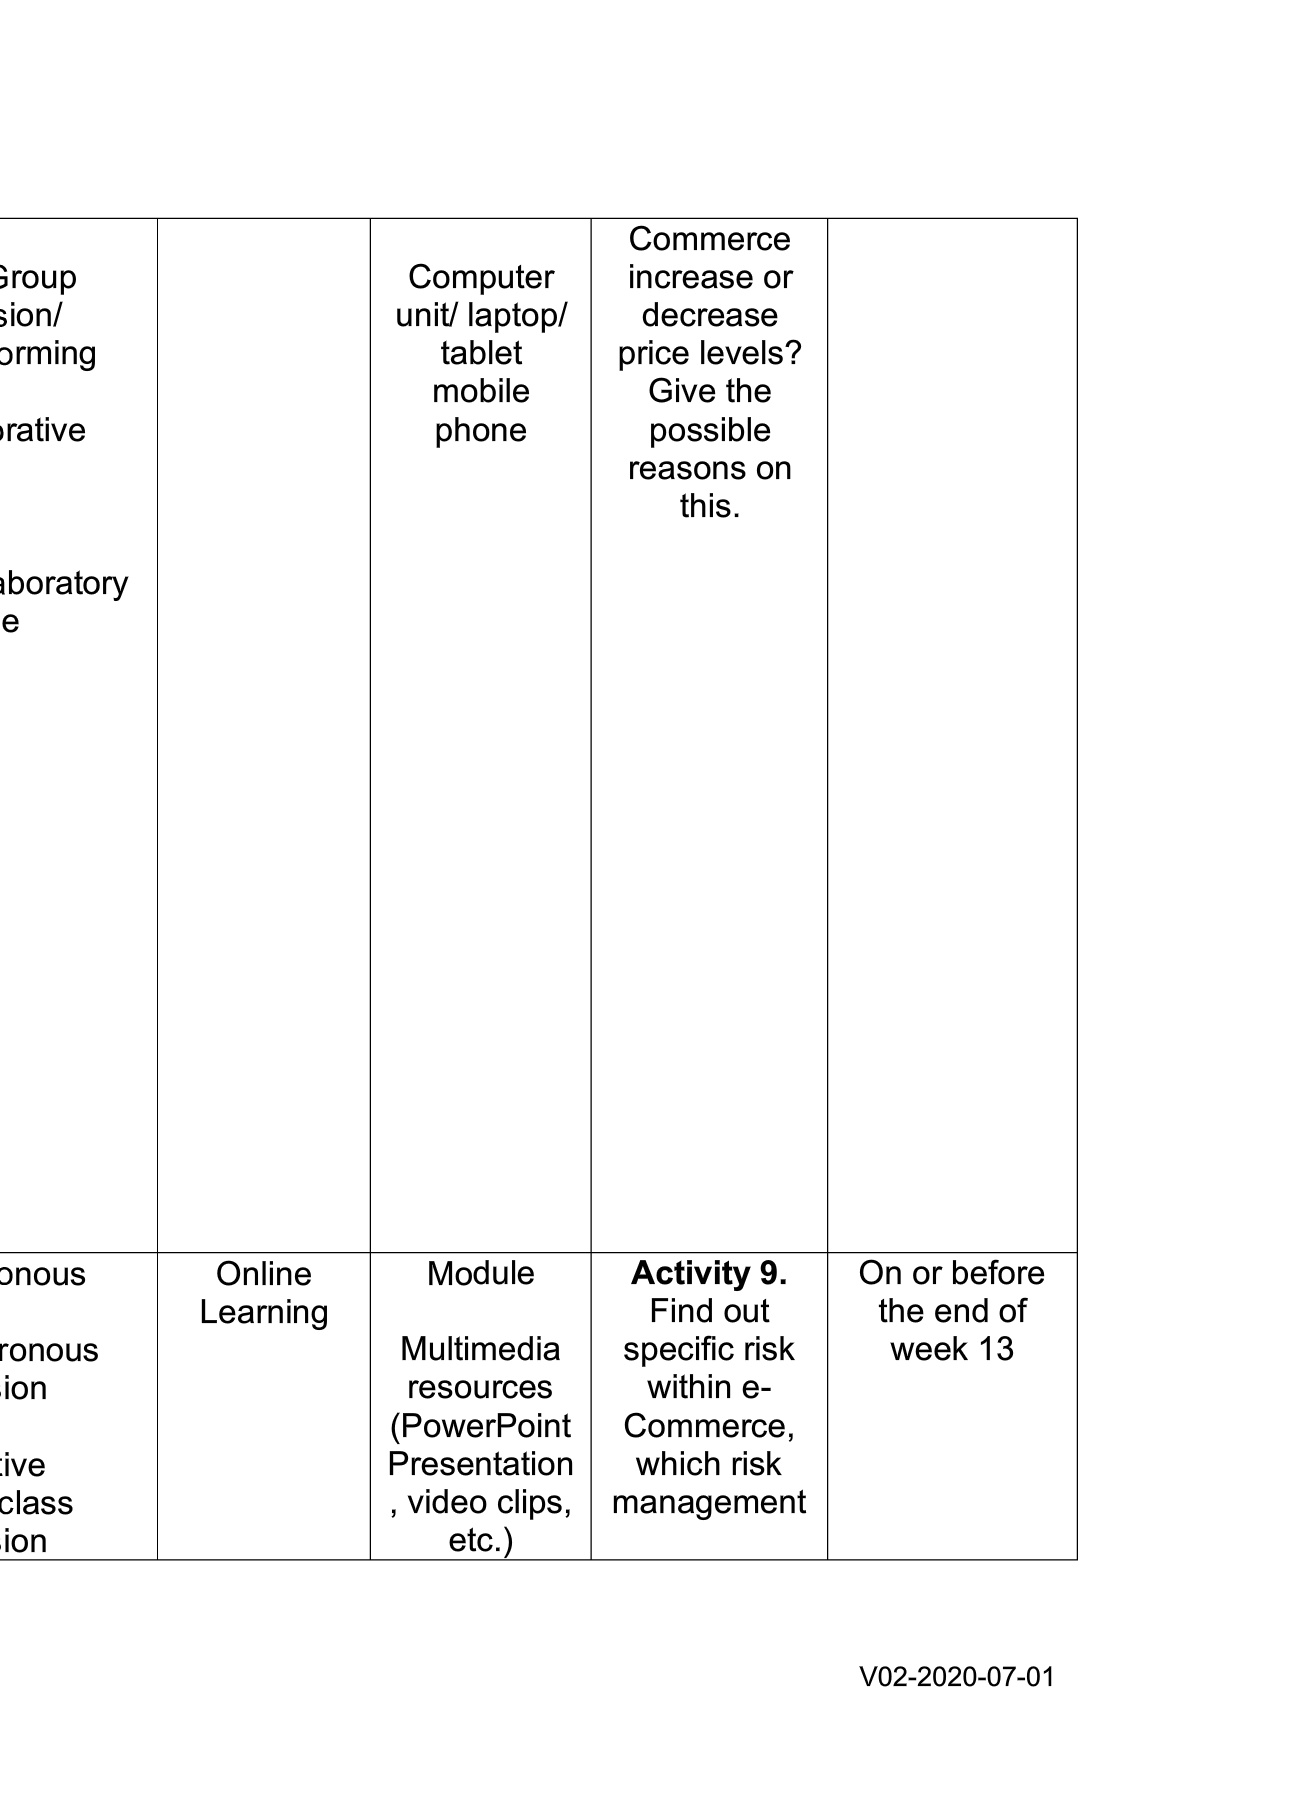 Group
sion/
orming
orative
aboratory
e
Computer
unit/ laptop/
tablet
mobile
phone
Commerce
increase or
decrease
price levels?
Give the
possible
reasons on
this.
onous
ronous
sion
tive
class
sion
Online
Learning
Module
Multimedia
resources
(PowerPoint
Presentation
, video clips,
etc.)
Activity 9.
Find out
specific risk
within e-
Commerce,
which risk
management
On or before
the end of
week 13
V02-2020-07-01